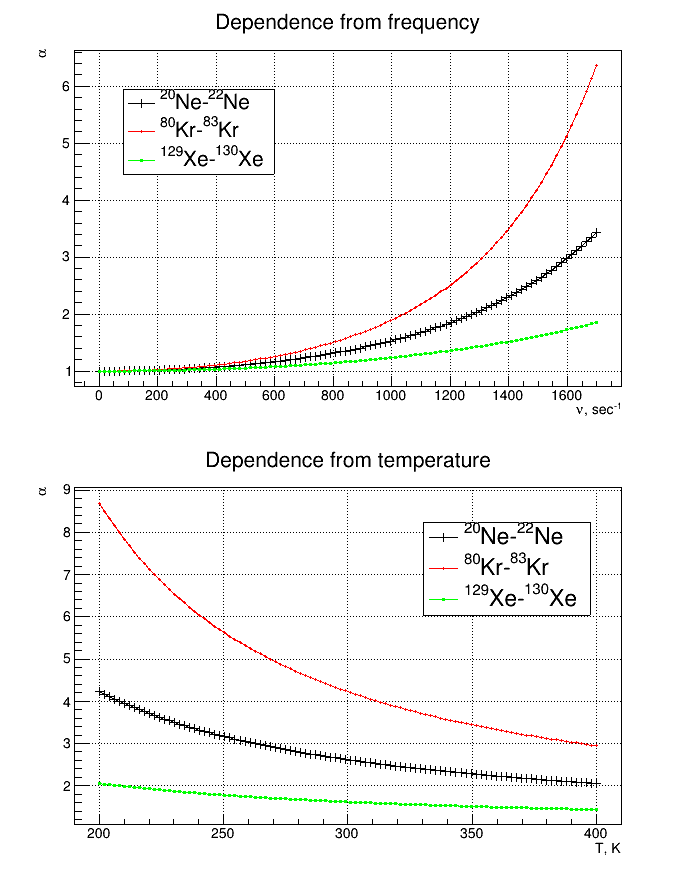 Dependence from frequency
α
6
5
4
3
2
1
²⁰Ne-²²Ne
⁸⁰Kr-⁸³Kr
¹²⁹Xe-¹³⁰Xe
0 200 400 600 800 1000 1200 1400 1600
ν, sec⁻¹
Dependence from temperature
α
9
8
7
6
5
4
3
2
²⁰Ne-²²Ne
⁸⁰Kr-⁸³Kr
¹²⁹Xe-¹³⁰Xe
200 250 300 350 400
T, K